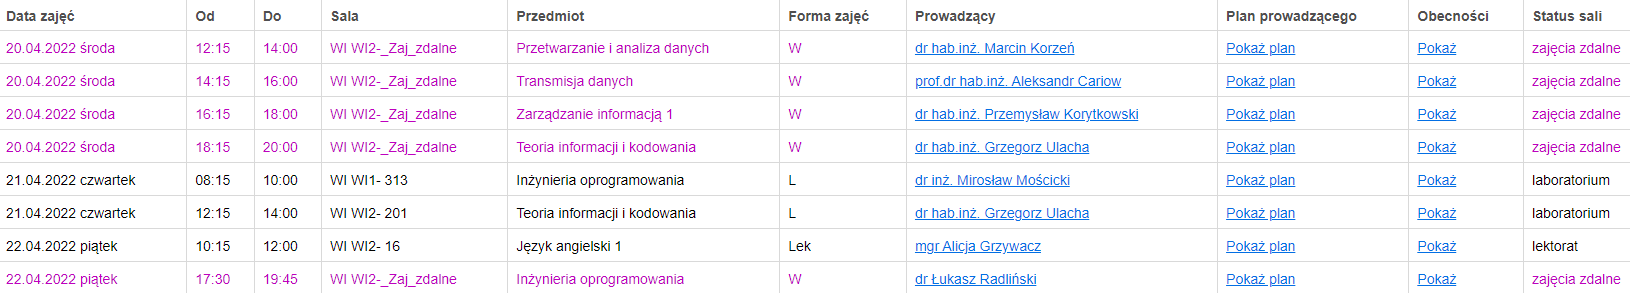 Data zajęć Od Do Sala Przedmiot Forma zajęć Prowadzący Plan prowadzącego Obecności Status sali
20.04.2022 środa 12:15 14:00 WI WI2-_Zaj_zdalne Przetwarzanie i analiza danych W dr hab.inż. Marcin Korzeń Pokaż plan Pokaż zajęcia zdalne
20.04.2022 środa 14:15 16:00 WI WI2-_Zaj_zdalne Transmisja danych W prof.dr hab.inż. Aleksandr Cariow Pokaż plan Pokaż zajęcia zdalne
20.04.2022 środa 16:15 18:00 WI WI2-_Zaj_zdalne Zarządzanie informacją 1 W dr hab.inż. Przemysław Korytkowski Pokaż plan Pokaż zajęcia zdalne
20.04.2022 środa 18:15 20:00 WI WI2-_Zaj_zdalne Teoria informacji i kodowania W dr hab.inż. Grzegorz Ulacha Pokaż plan Pokaż zajęcia zdalne
21.04.2022 czwartek 08:15 10:00 WI WI1- 313 Inżynieria oprogramowania L dr inż. Mirosław Mościcki Pokaż plan Pokaż laboratorium
21.04.2022 czwartek 12:15 14:00 WI WI2- 201 Teoria informacji i kodowania L dr hab.inż. Grzegorz Ulacha Pokaż plan Pokaż laboratorium
22.04.2022 piątek 10:15 12:00 WI WI2- 16 Język angielski 1 Lek mgr Alicja Grzywacz Pokaż plan Pokaż lektorat
22.04.2022 piątek 17:30 19:45 WI WI2-_Zaj_zdalne Inżynieria oprogramowania W dr Łukasz Radliński Pokaż plan Pokaż zajęcia zdalne